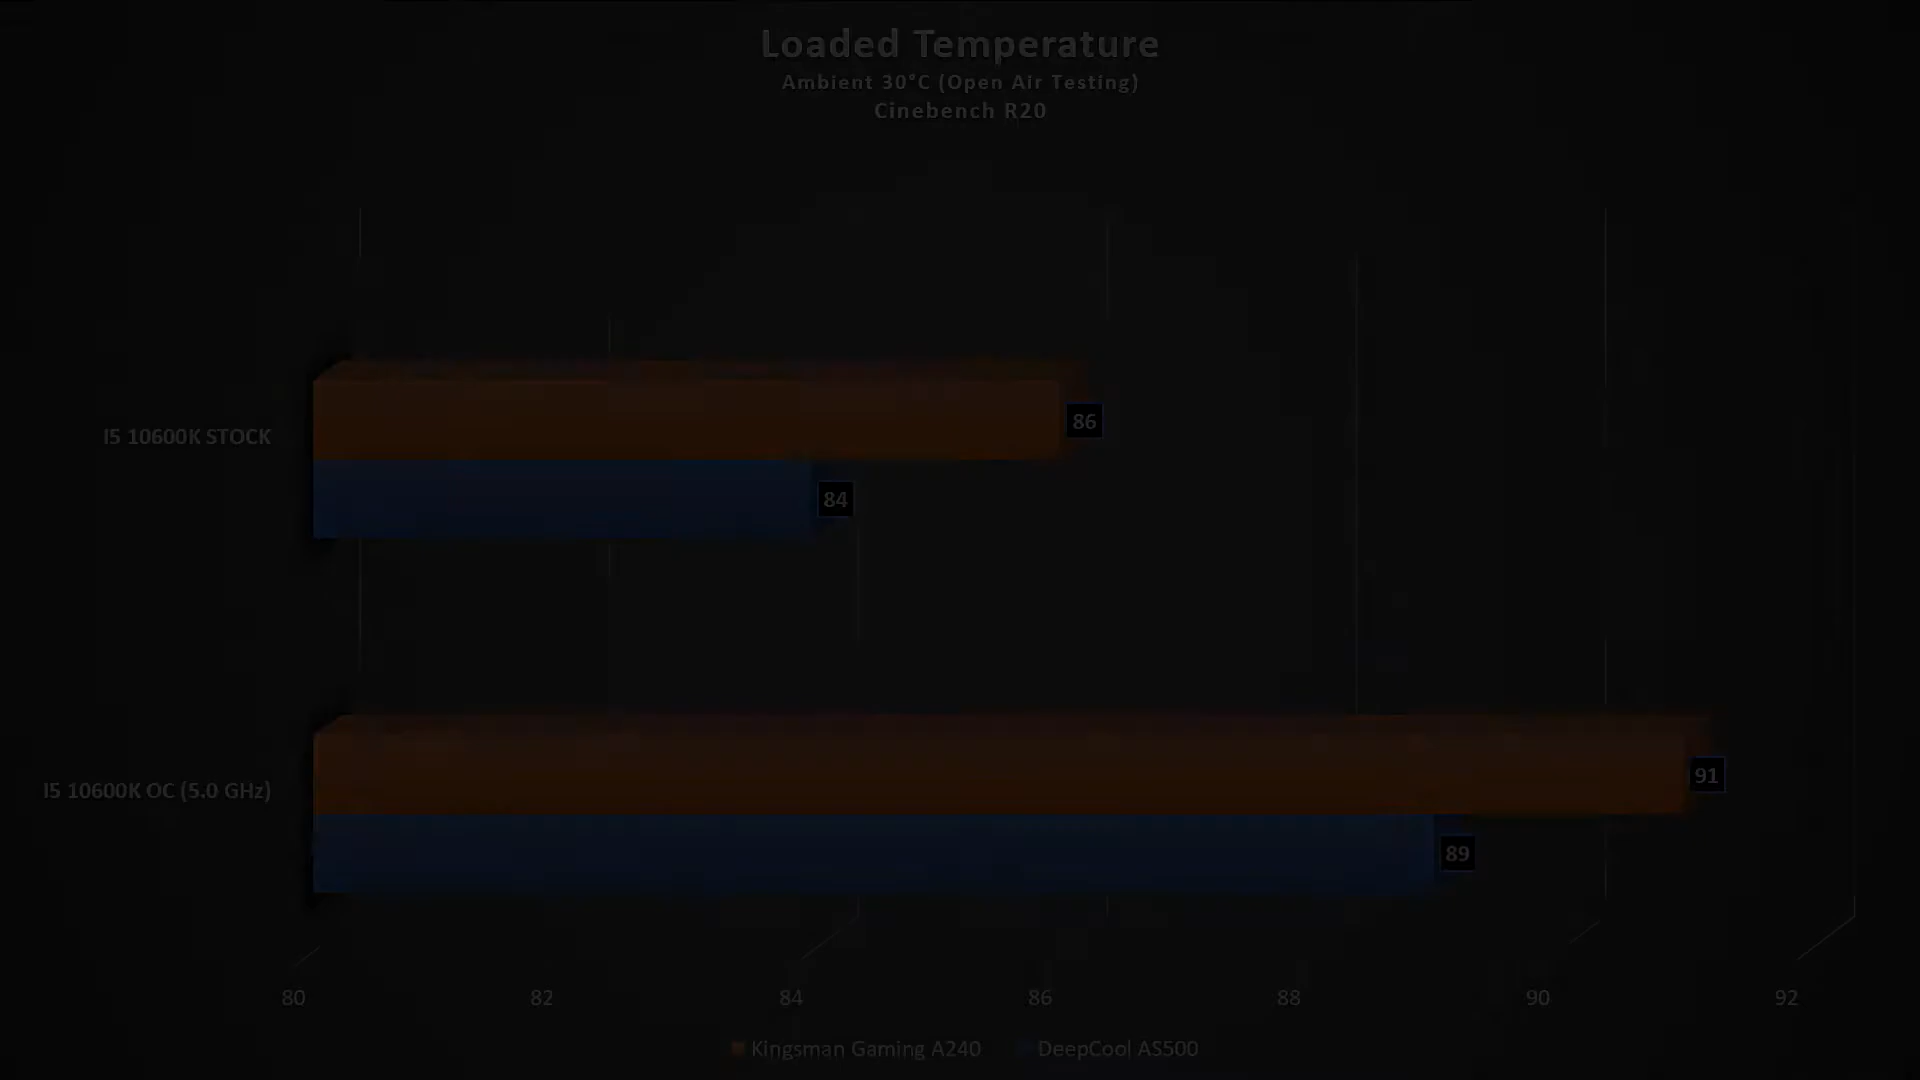 Loaded Temperature
Ambient 30°C (Open Air Testing)
Cinebench R20
I5 10600K STOCK
86
84
I5 10600K OC (5.0 GHz)
91
89
80 82 84 86 88 90 92
Kingsman Gaming A240 DeepCool AS500